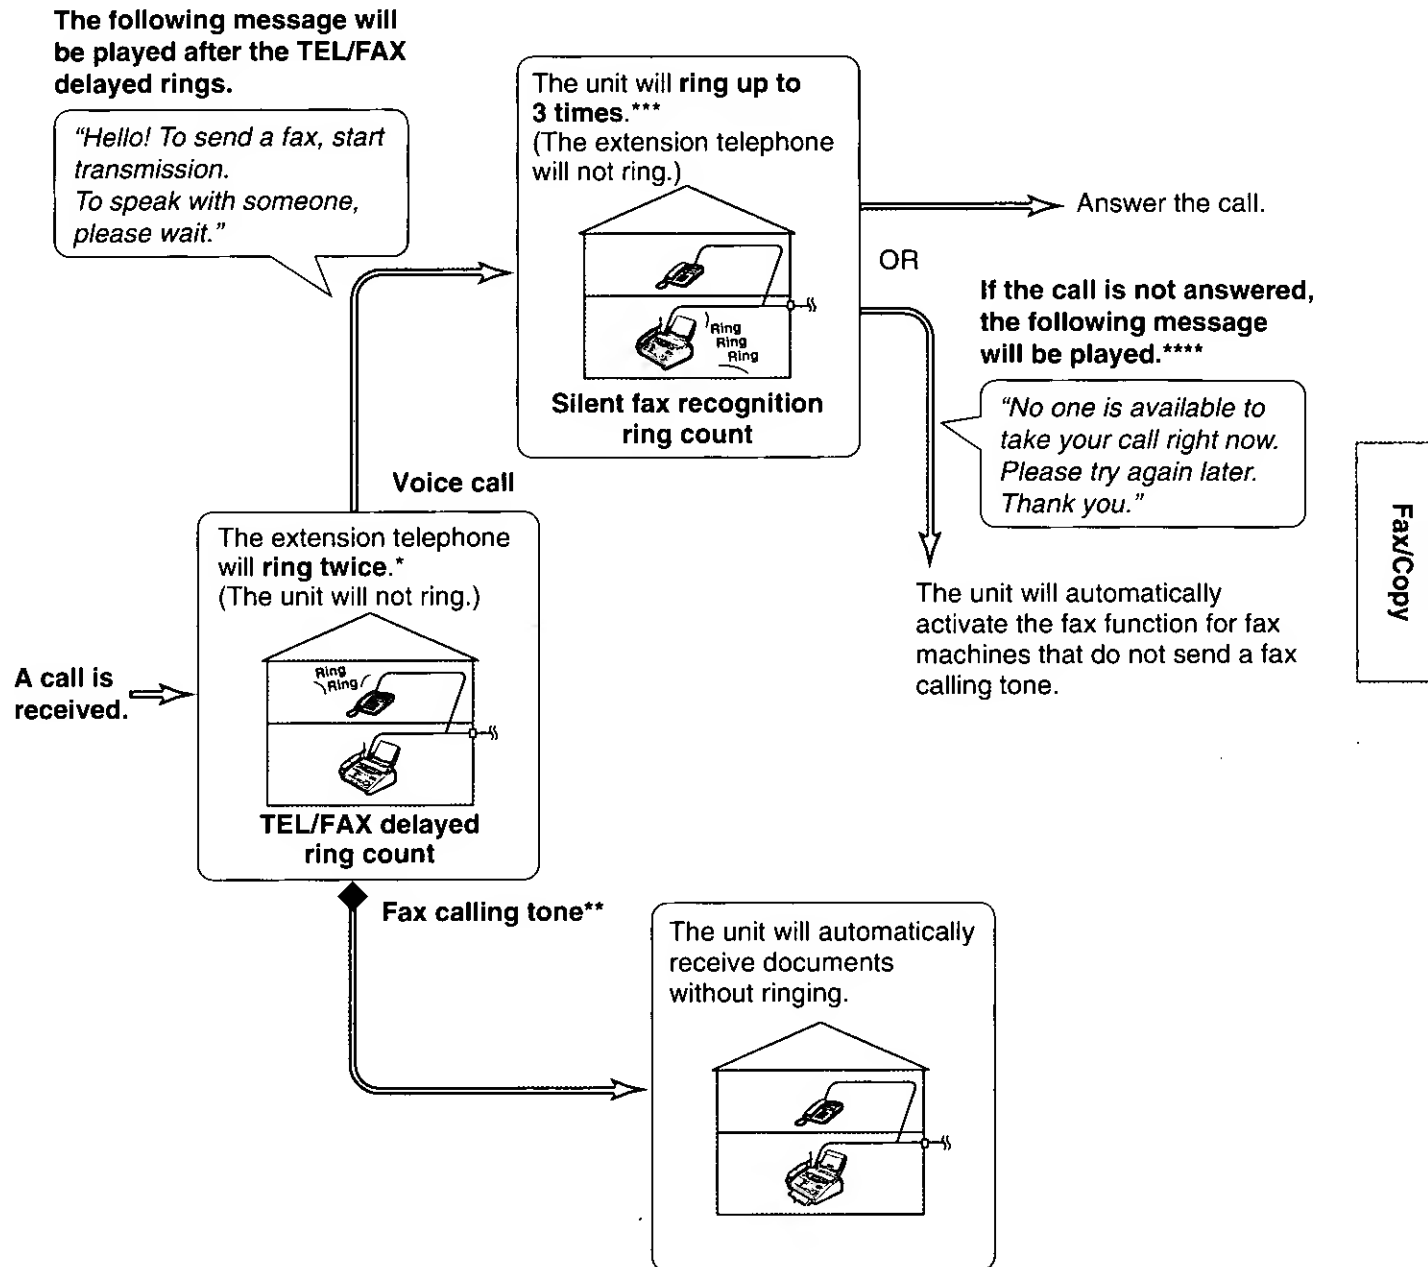 The following message will
be played after the TEL/FAX
delayed rings.
"Hello! To send a fax, start
transmission.
To speak with someone,
please wait."
The unit will ring up to
3 times.***
(The extension telephone
will not ring.)
Ring
Ring
Ring
Silent fax recognition
ring count
Answer the call.
OR
If the call is not answered,
the following message
will be played.****
"No one is available to
take your call right now.
Please try again later.
Thank you."
The unit will automatically
activate the fax function for fax
machines that do not send a fax
calling tone.
Fax/Copy
Voice call
The extension telephone
will ring twice.*
(The unit will not ring.)
Ring
Ring
TEL/FAX delayed
ring count
A call is
received.
Fax calling tone**
The unit will automatically
receive documents
without ringing.